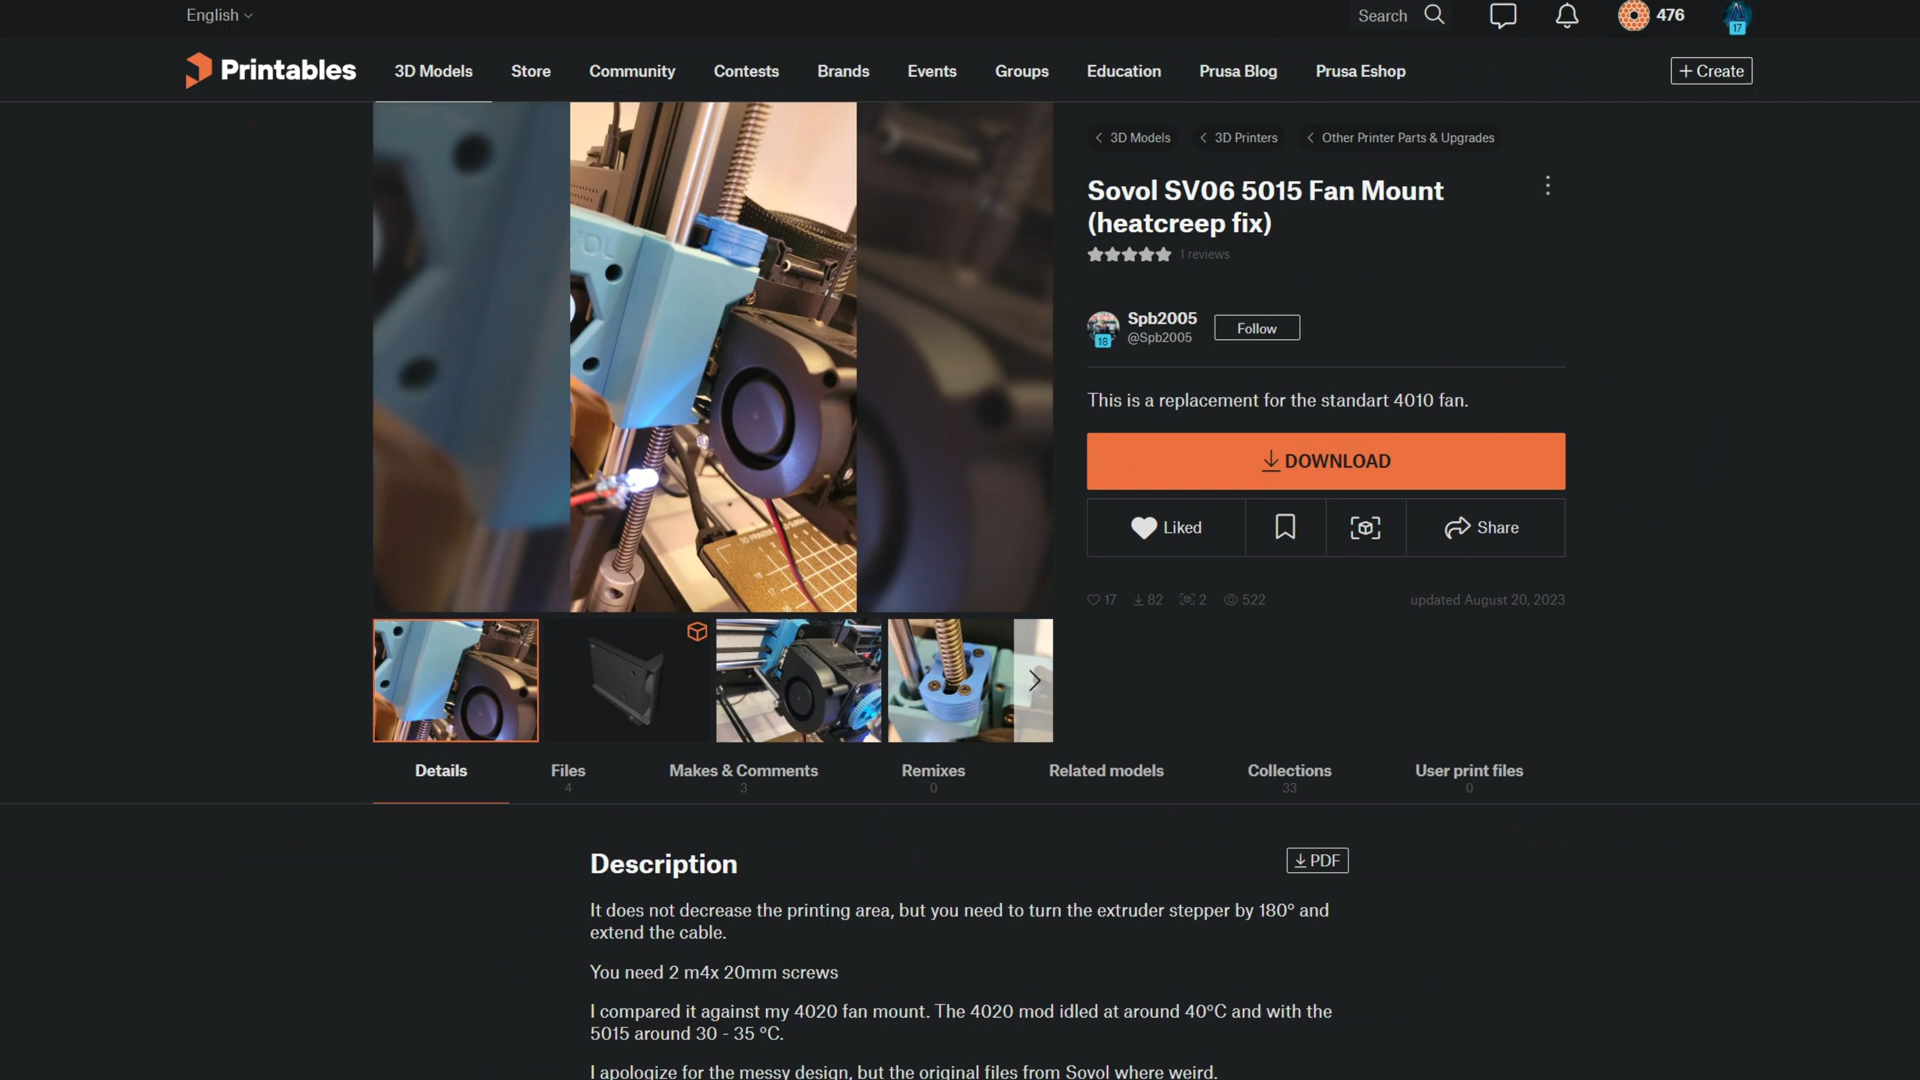 English
Search
476
17
Printables
3D Models
Store
Community
Contests
Brands
Events
Groups
Education
Prusa Blog
Prusa Eshop
+ Create
3D Models
3D Printers
Other Printer Parts & Upgrades
Sovol SV06 5015 Fan Mount
(heatcreep fix)
1 reviews
Spb2005
@Spb2005
18
Follow
This is a replacement for the standart 4010 fan.
DOWNLOAD
Liked
Share
17
82
2
522
updated August 20, 2023
Details
Files
4
Makes & Comments
3
Remixes
0
Related models
Collections
33
User print files
0
Description
PDF
It does not decrease the printing area, but you need to turn the extruder stepper by 180° and
extend the cable.
You need 2 m4x 20mm screws
I compared it against my 4020 fan mount. The 4020 mod idled at around 40°C and with the
5015 around 30 - 35 °C.
I apologize for the messy design, but the original files from Sovol where weird.